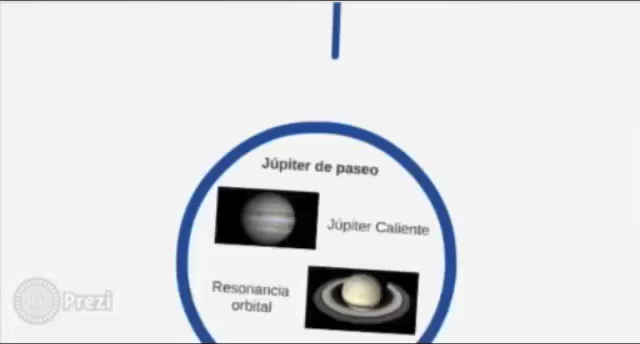 Júpiter de paseo
Júpiter Caliente
Resonancia
orbital
Prezi